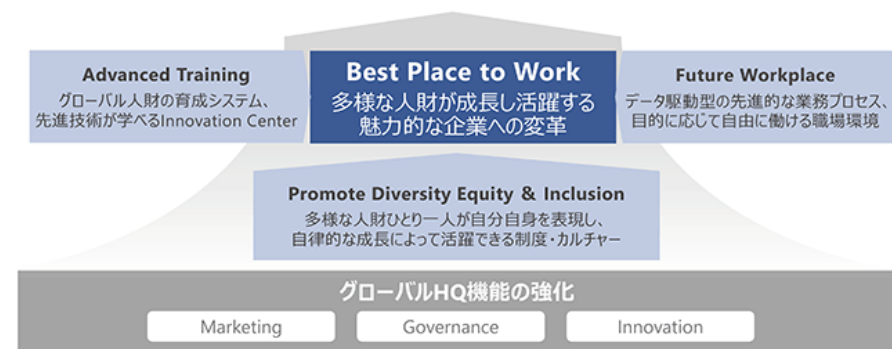 Advanced Training
グローバル人財の育成システム、
先進技術が学べるInnovation Center
Best Place to Work
多様な人財が成長し活躍する
魅力的な企業への変革
Future Workplace
データ駆動型の先進的な業務プロセス、
目的に応じて自由に働ける職場環境
Promote Diversity Equity & Inclusion
多様な人財ひとり一人が自分自身を表現し、
自律的な成長によって活躍できる制度・カルチャー
グローバルHQ機能の強化
Marketing
Governance
Innovation